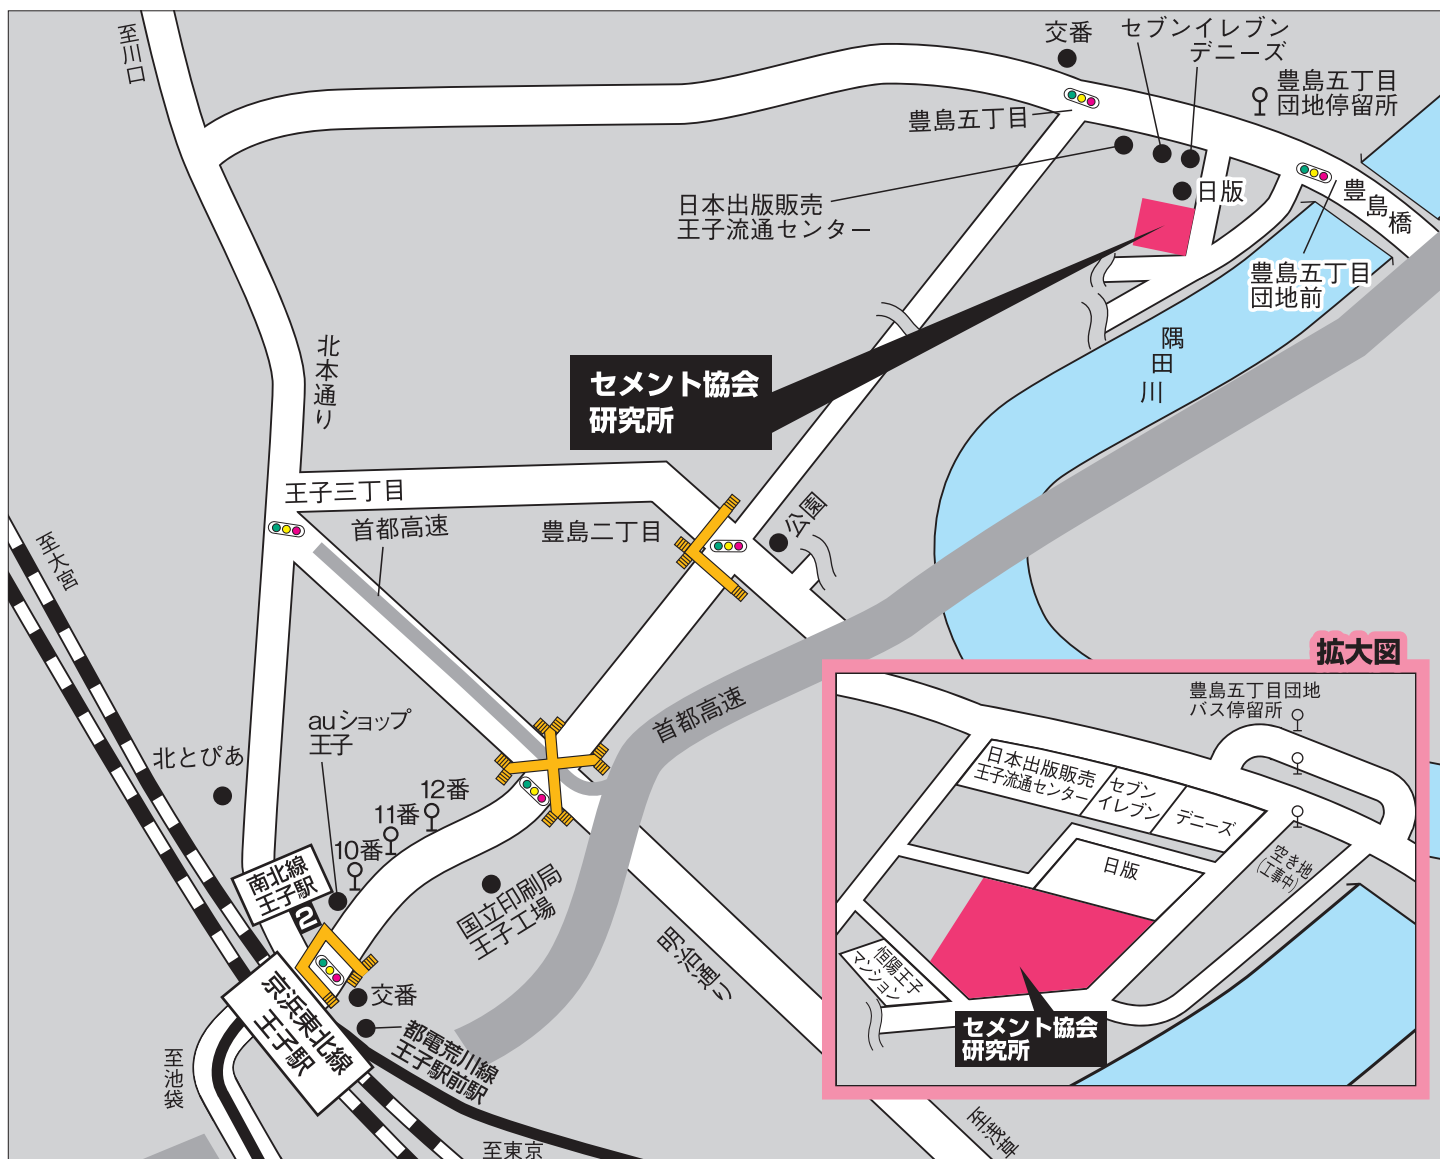 至川口
交番
セブンイレブン
デニーズ
豊島五丁目
団地停留所
豊島五丁目
日本出版販売
王子流通センター
日版
豊島橋
豊島五丁目
団地前
隅田川
北本通り
セメント協会
研究所
王子三丁目
首都高速
豊島二丁目
公園
至大宮
首都高速
auショップ
王子
北とぴあ
12番
11番
10番
南北線
王子駅
2
国立印刷局
王子工場
明治通り
京浜東北線
王子駅
交番
都電荒川線
王子駅前駅
至池袋
至東京
至浅草
拡大図
豊島五丁目団地
バス停留所
日本出版販売
王子流通センター
セブン
イレブン
デニーズ
日版
空き地
(工事中)
恒陽王子
マンション
セメント協会
研究所